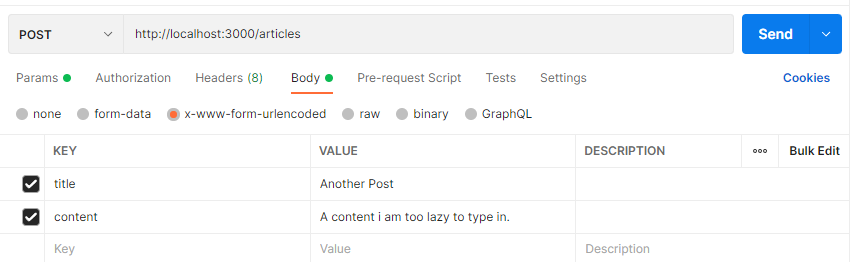 POST http://localhost:3000/articles Send
Params Authorization Headers (8) Body Pre-request Script Tests Settings Cookies
none form-data x-www-form-urlencoded raw binary GraphQL
KEY VALUE DESCRIPTION ooo Bulk Edit
title Another Post
content A content i am too lazy to type in.
Key Value Description